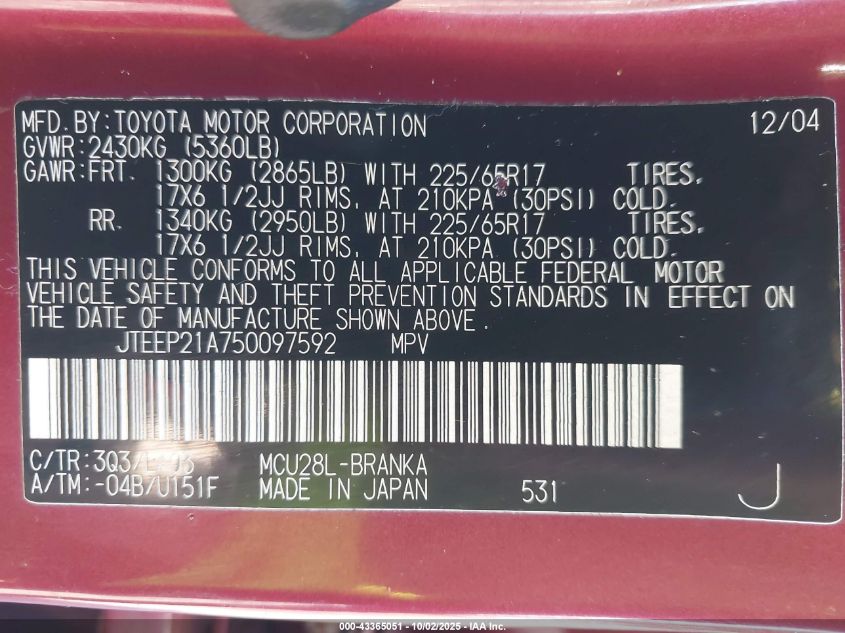 MFD. BY: TOYOTA MOTOR CORPORATION 12/04
GVWR: 2430KG (5360LB)
GAWR: FRT. 1300KG (2865LB) WITH 225/65R17 TIRES,
17X6 1/2JJ RIMS, AT 210KPA (30PSI) COLD.
RR. 1340KG (2950LB) WITH 225/65R17 TIRES,
17X6 1/2JJ RIMS, AT 210KPA (30PSI) COLD.
THIS VEHICLE CONFORMS TO ALL APPLICABLE FEDERAL MOTOR
VEHICLE SAFETY AND THEFT PREVENTION STANDARDS IN EFFECT ON
THE DATE OF MANUFACTURE SHOWN ABOVE.
JTEEP21A750097592 MPV
C/TR: MCU28L-BRANKA
A/TM: -04B/U151F MADE IN JAPAN 531 J
000-43365051 - 10/02/2025 - IAA Inc.